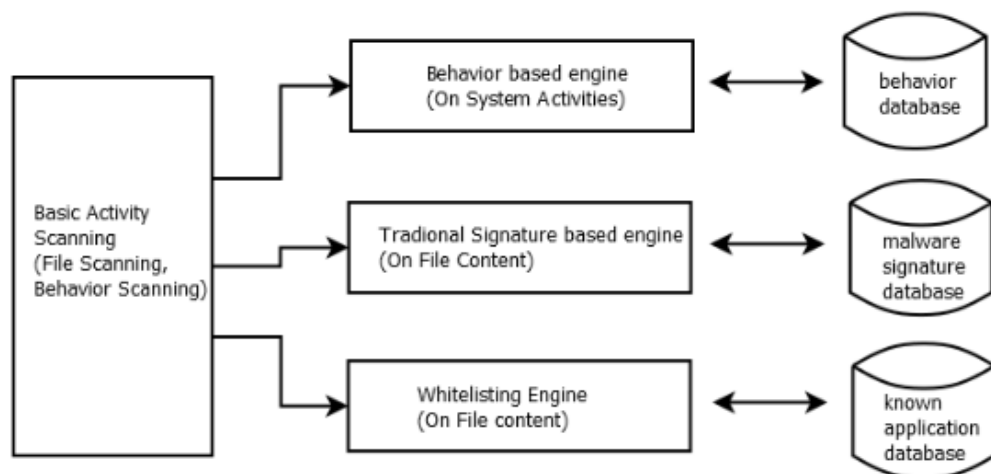 Basic Activity
Scanning
(File Scanning,
Behavior Scanning)
Behavior based engine
(On System Activities)
behavior
database
Tradional Signature based engine
(On File Content)
malware
signature
database
Whitelisting Engine
(On File content)
known
application
database